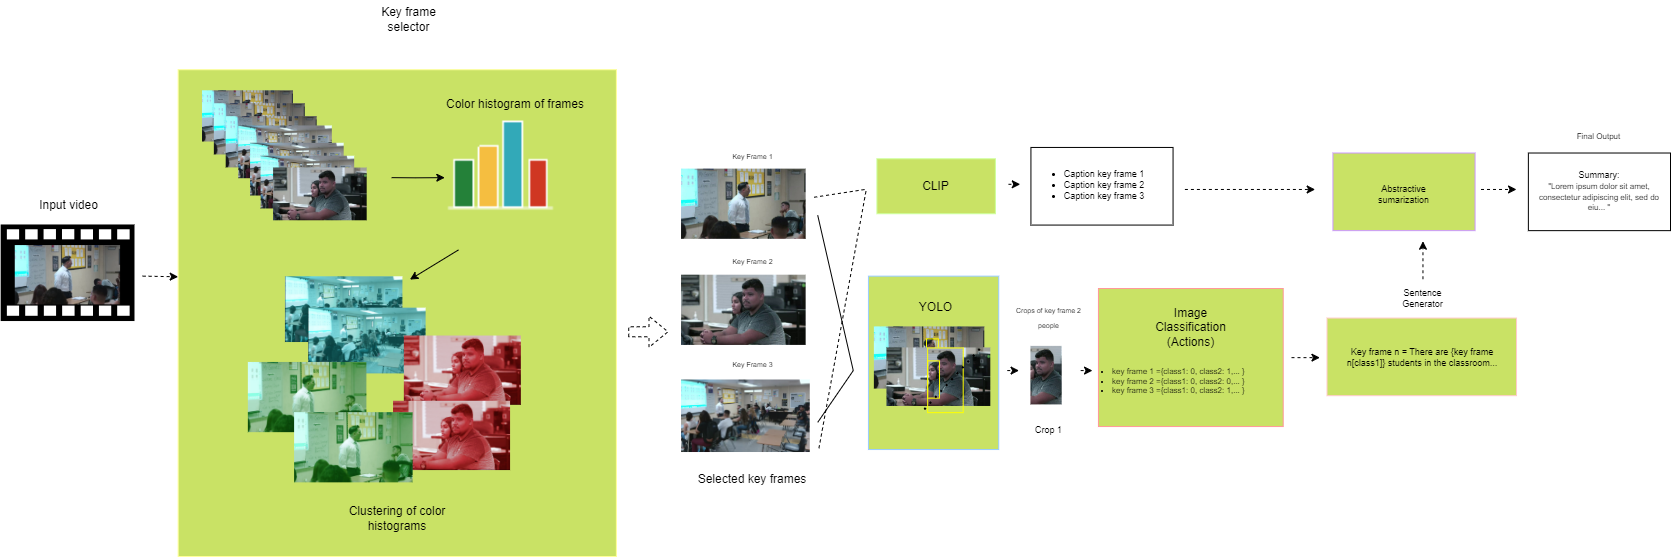 Key frame
selector
Color histogram of frames
Input video
Clustering of color
histograms
Key Frame 1
Key Frame 2
Key Frame 3
Selected key frames
CLIP
• Caption key frame 1
• Caption key frame 2
• Caption key frame 3
YOLO
Crops of key frame 2
people
Crop 1
Image
Classification
(Actions)
• key frame 1 ={class1: 0, class2: 1,... }
• key frame 2 ={class1: 0, class2: 0,... }
• key frame 3 ={class1: 0, class2: 1,... }
Abstractive
sumarization
Sentence
Generator
Key frame n = There are {key frame
n[class1]} students in the classroom...
Final Output
Summary:
"Lorem ipsum dolor sit amet,
consectetur adipiscing elit, sed do
eiu... "